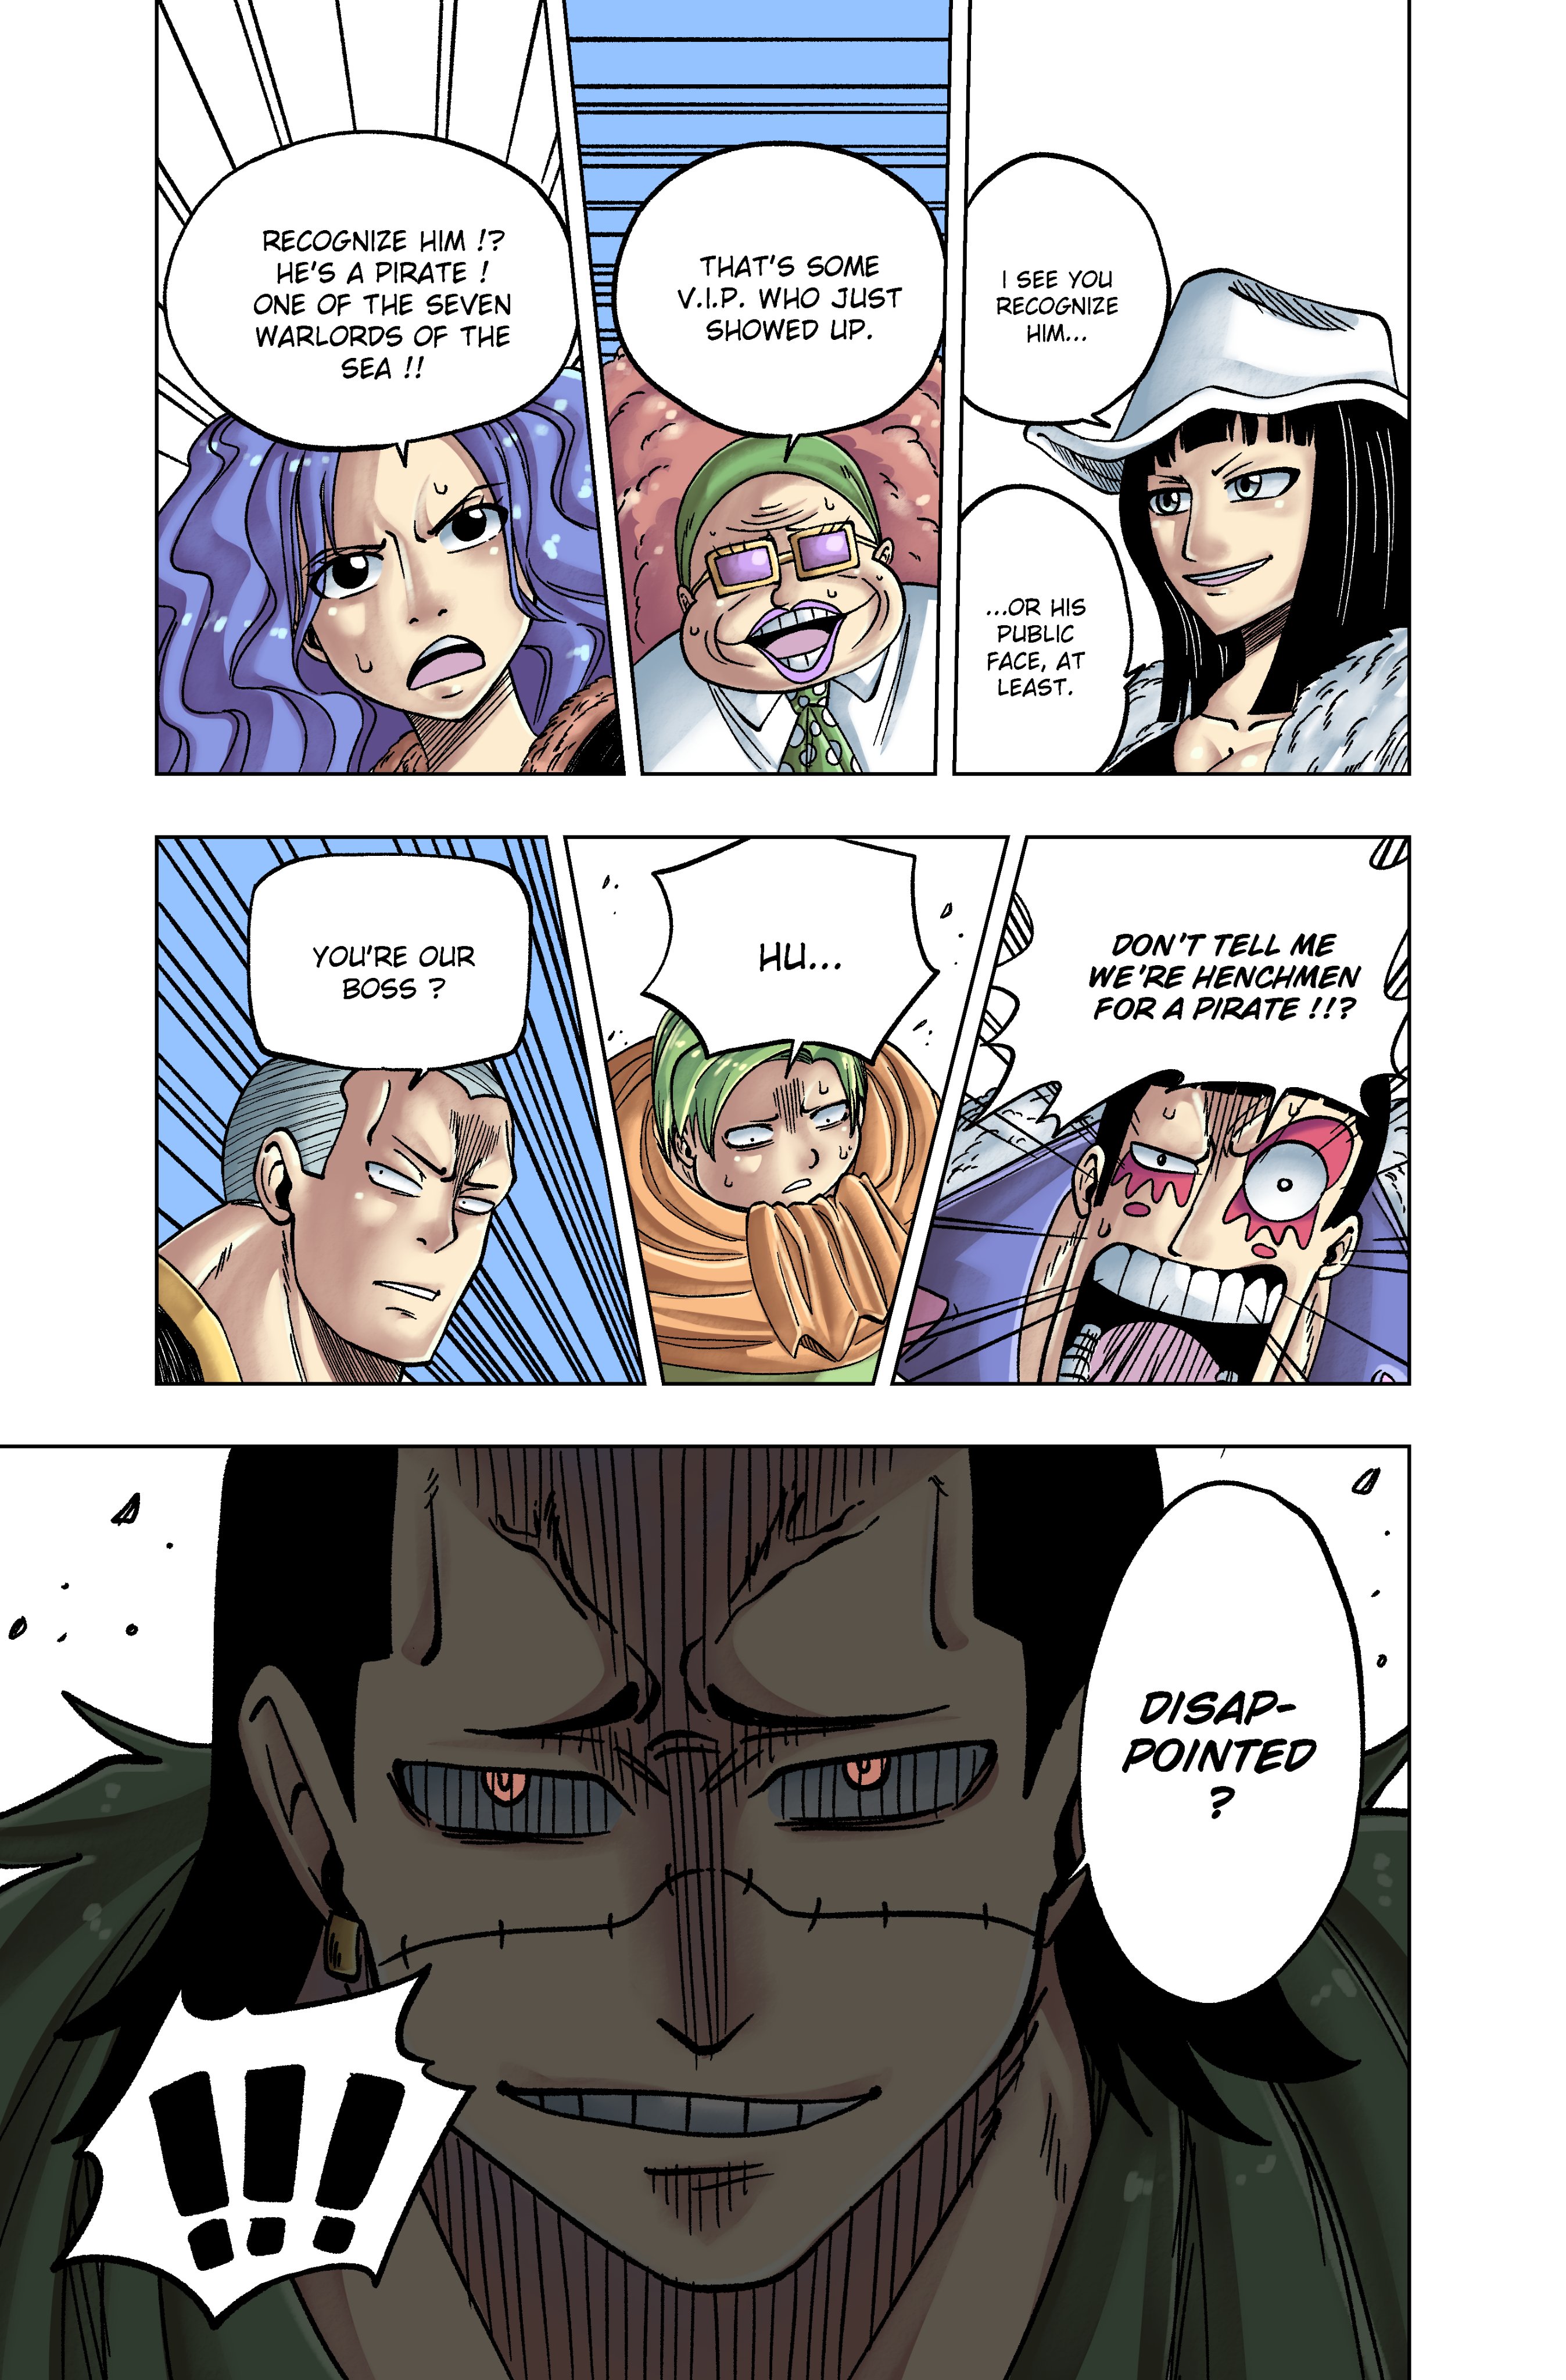 I SEE YOU
RECOGNIZE
HIM...
...OR HIS
PUBLIC
FACE, AT
LEAST.
THAT'S SOME
V.I.P. WHO JUST
SHOWED UP.
RECOGNIZE HIM !?
HE'S A PIRATE !
ONE OF THE SEVEN
WARLORDS OF THE
SEA !!
DON'T TELL ME
WE'RE HENCHMEN
FOR A PIRATE !!?
HU...
YOU'RE OUR
BOSS ?
DISAP-
POINTED
?
!!!